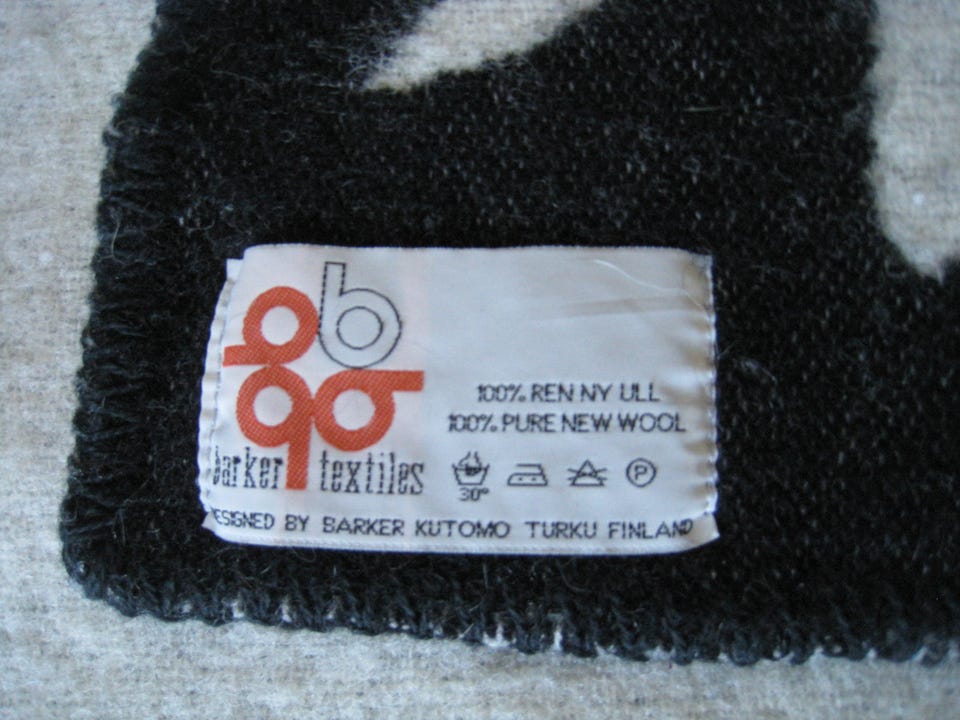 b
100% REN NY ULL
100% PURE NEW WOOL
barker textiles
30°
P
DESIGNED BY BARKER KUTOMO TURKU FINLAND